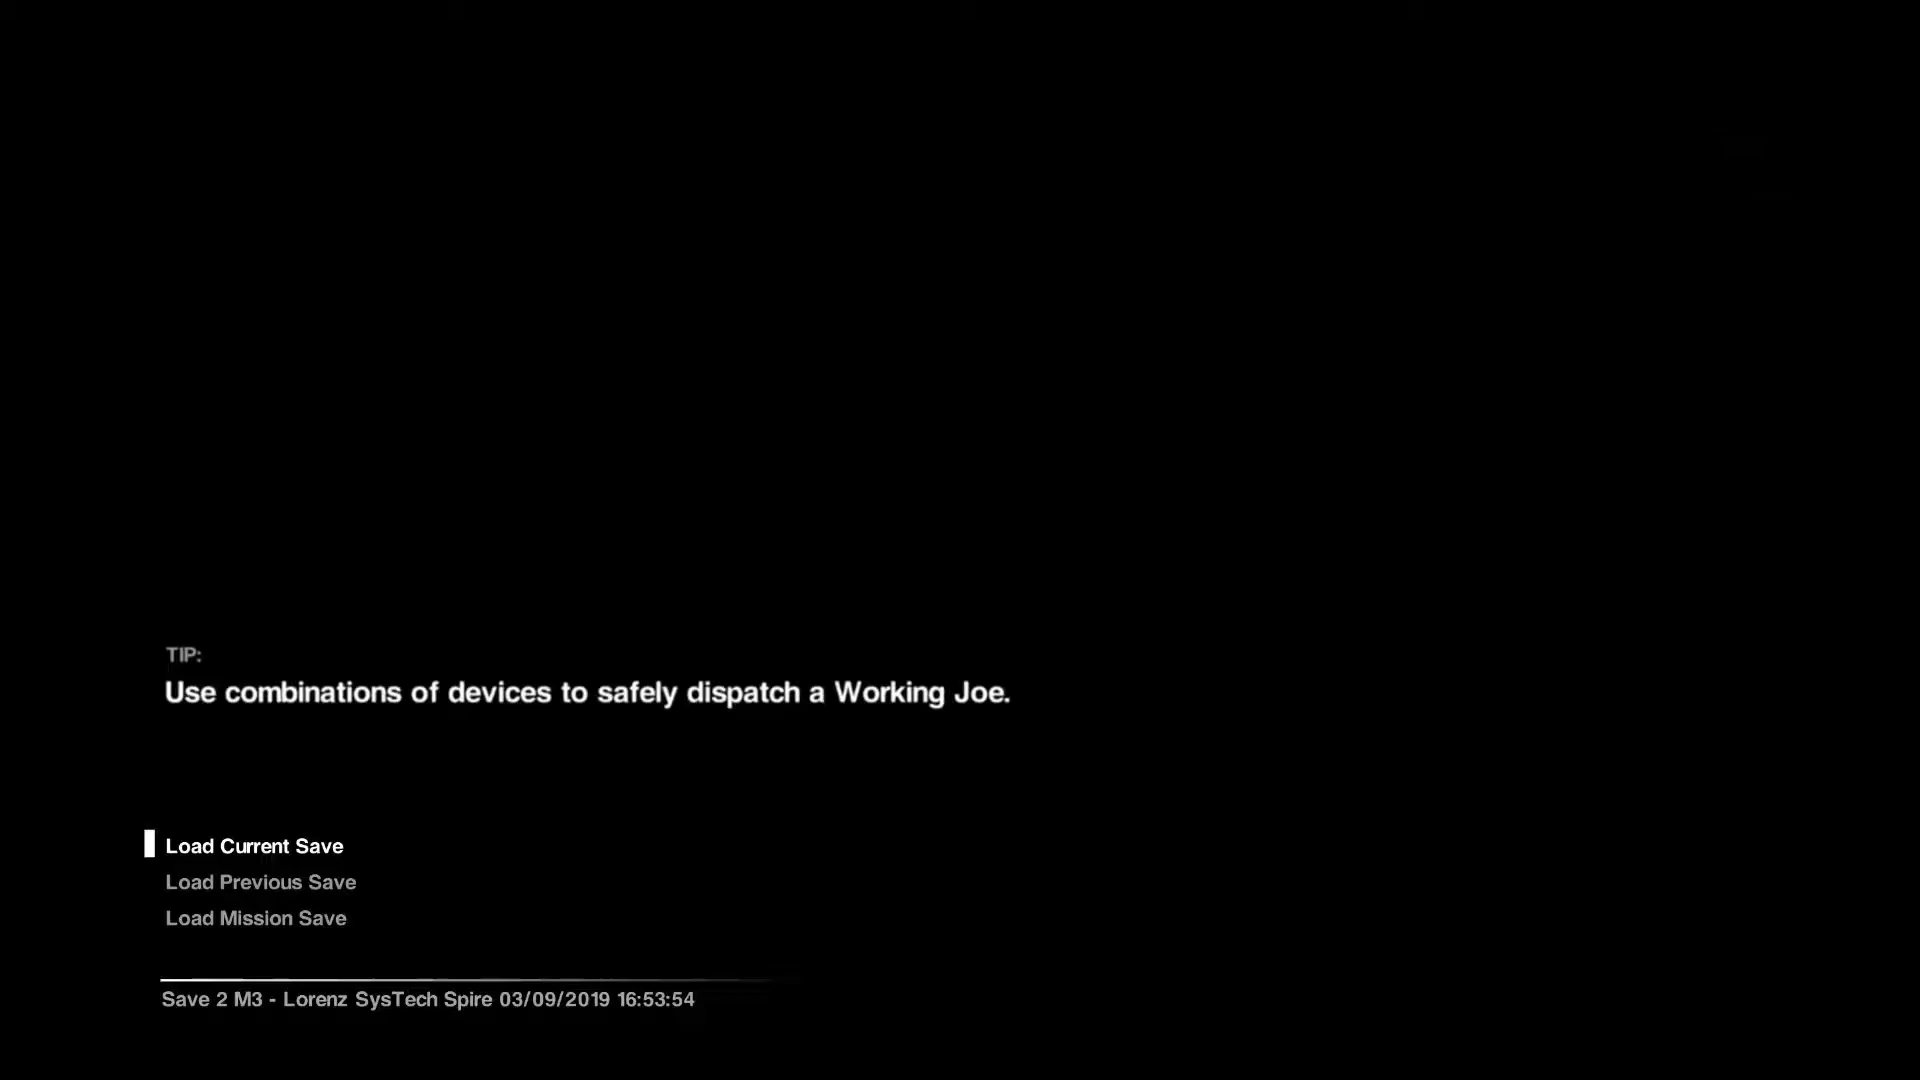 TIP:
Use combinations of devices to safely dispatch a Working Joe.
Load Current Save
Load Previous Save
Load Mission Save
Save 2 M3 - Lorenz SysTech Spire 03/09/2019 16:53:54